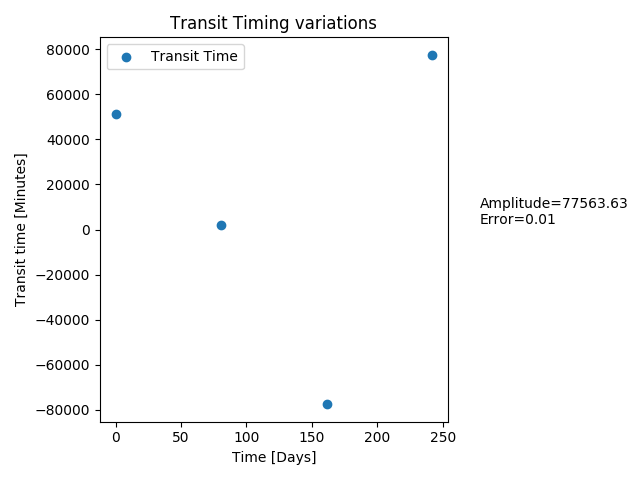 Transit Timing variations
Transit Time
80000
60000
40000
20000
0
−20000
−40000
−60000
−80000
Transit time [Minutes]
0
50
100
150
200
250
Time [Days]
Amplitude=77563.63
Error=0.01